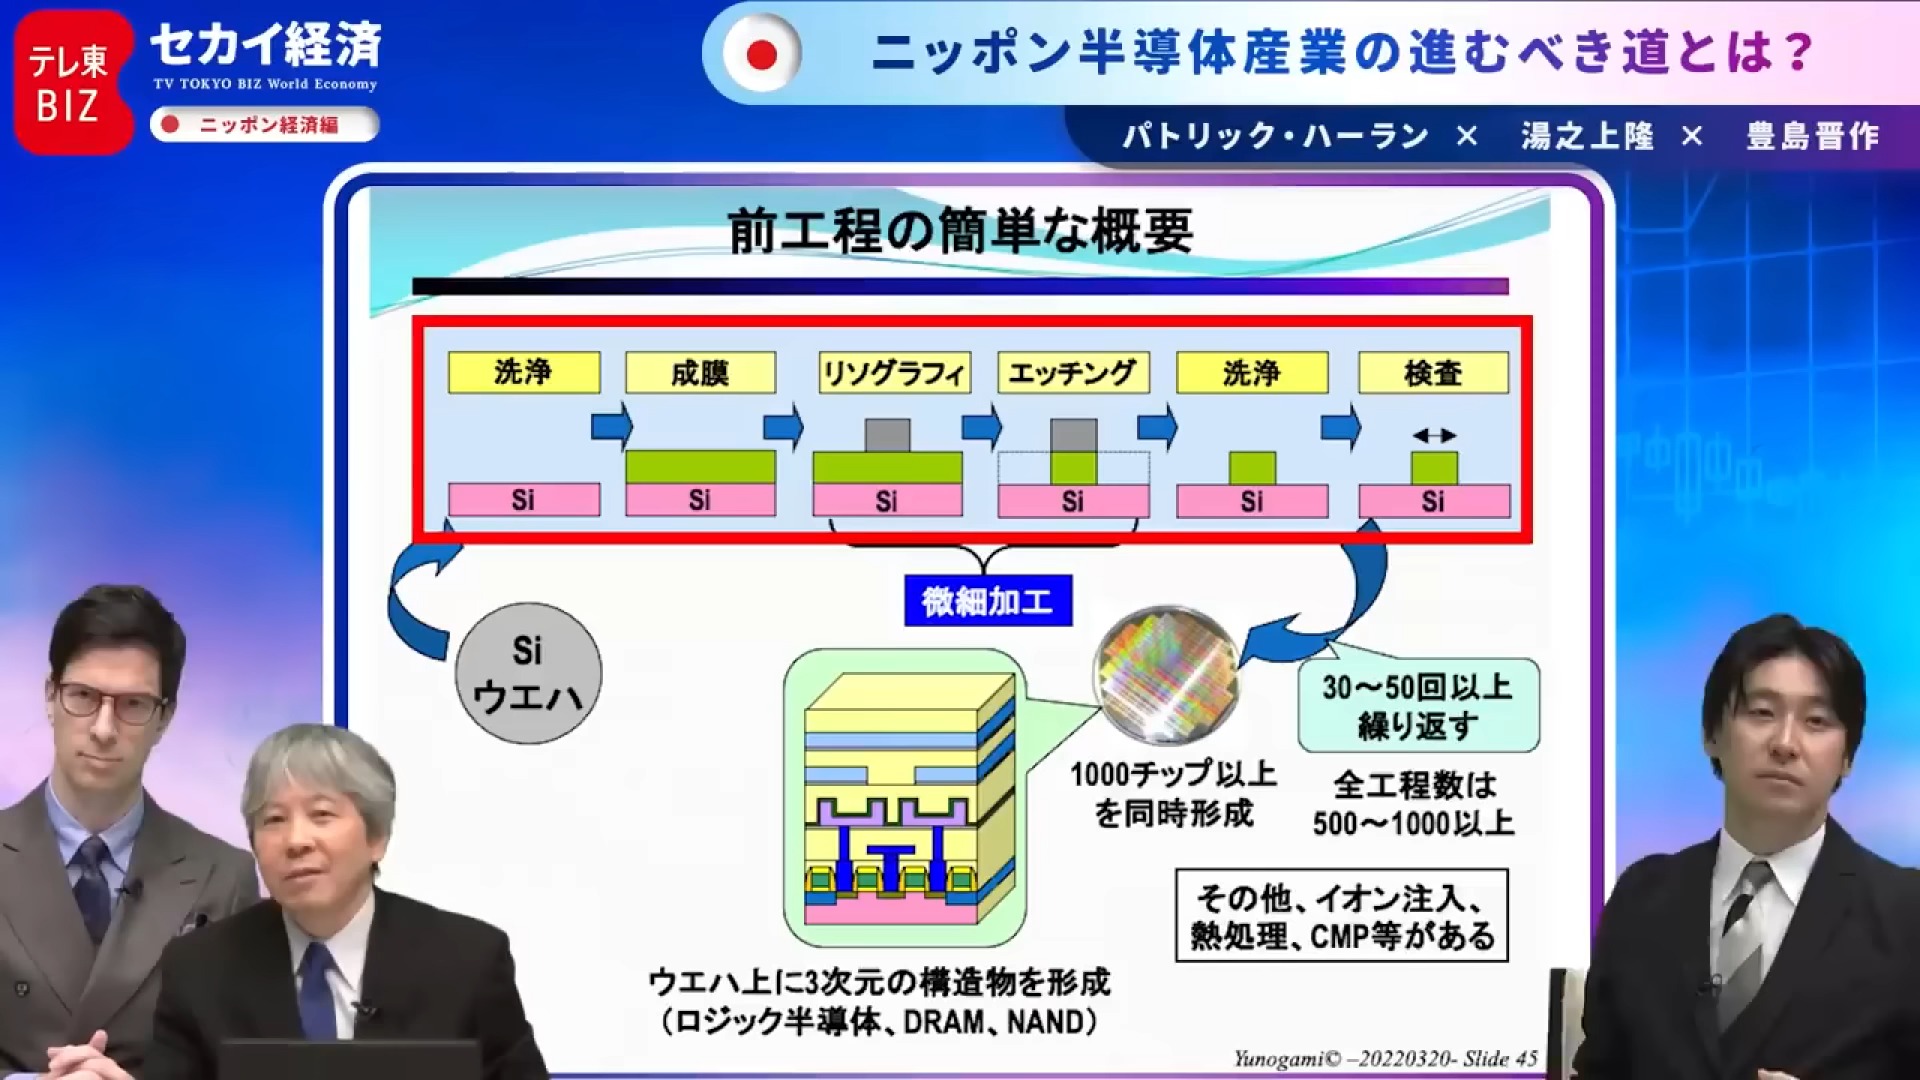 テレ東
BIZ
セカイ経済
TV TOKYO BIZ World Economy
ニッポン経済編
ニッポン半導体産業の進むべき道とは？
パトリック・ハーラン × 湯之上隆 × 豊島晋作
前工程の簡単な概要
洗浄 成膜 リソグラフィ エッチング 洗浄 検査
Si Si Si Si Si Si
微細加工
Si
ウエハ
30～50回以上
繰り返す
1000チップ以上
を同時形成
全工程数は
500～1000以上
その他、イオン注入、
熱処理、CMP等がある
ウエハ上に3次元の構造物を形成
（ロジック半導体、DRAM、NAND）
Yunogami© –20220320- Slide 45